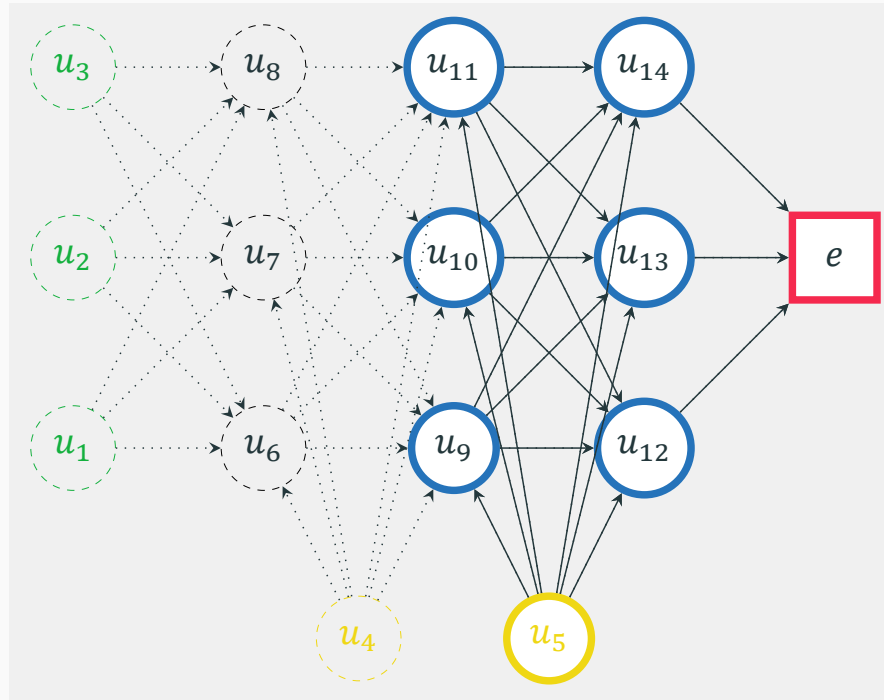 u₃ u₈ u₁₁ u₁₄
u₂ u₇ u₁₀ u₁₃ e
u₁ u₆ u₉ u₁₂
u₄ u₅